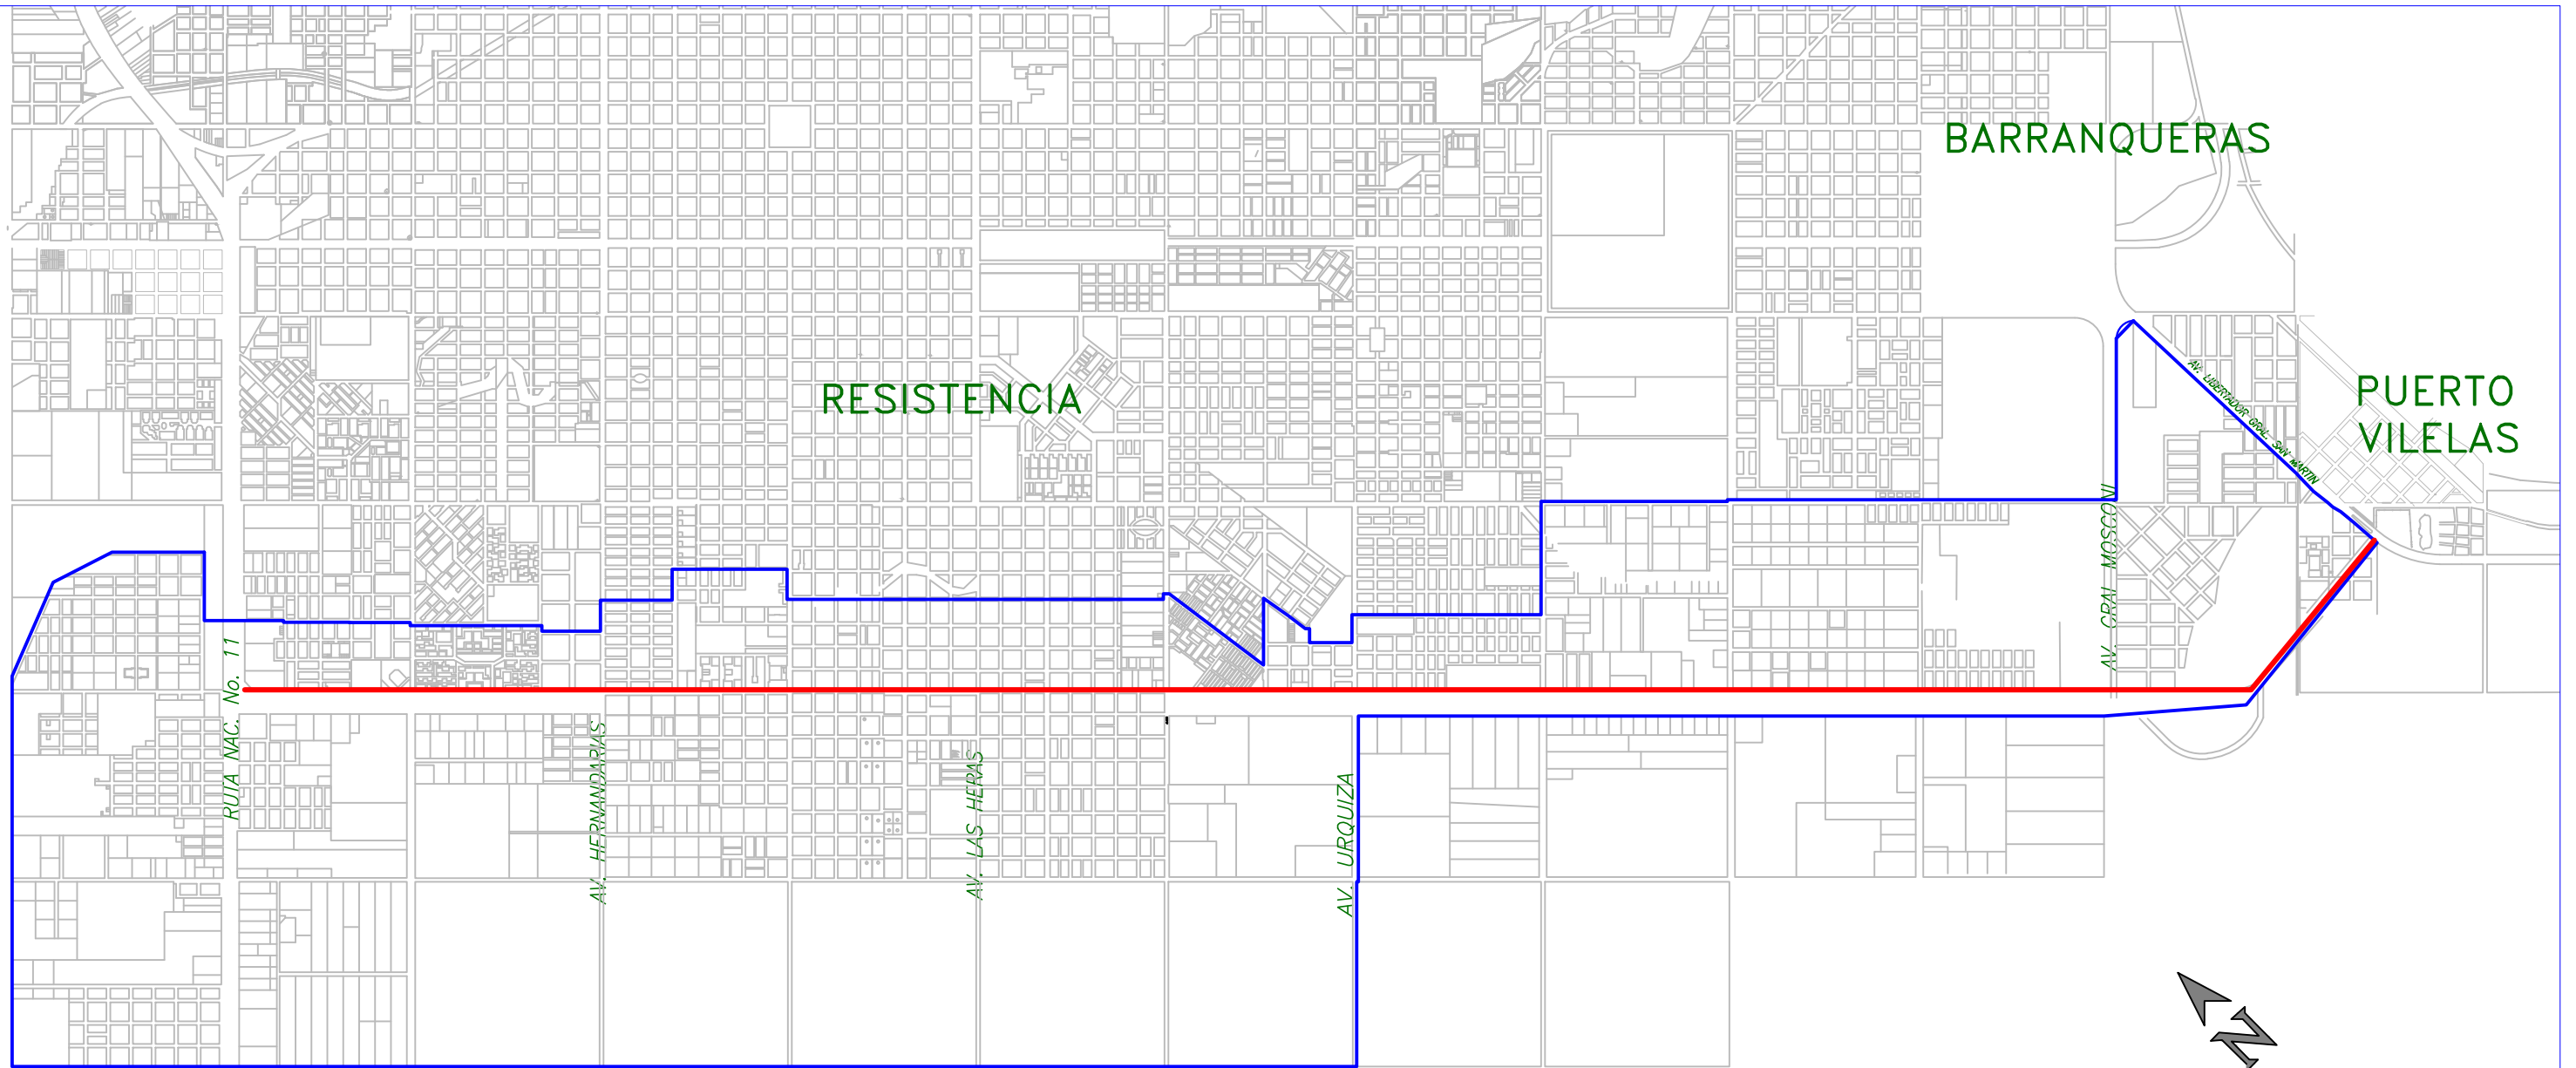 BARRANQUERAS
RESISTENCIA
PUERTO
VILELAS
AV. LIBERTADOR GRAL. SAN MARTIN
AV. GRAL MOSCONI
RUTA NAC. No. 11
AV. HERNANDARIAS
AV. LAS HERAS
AV. URQUIZA
N